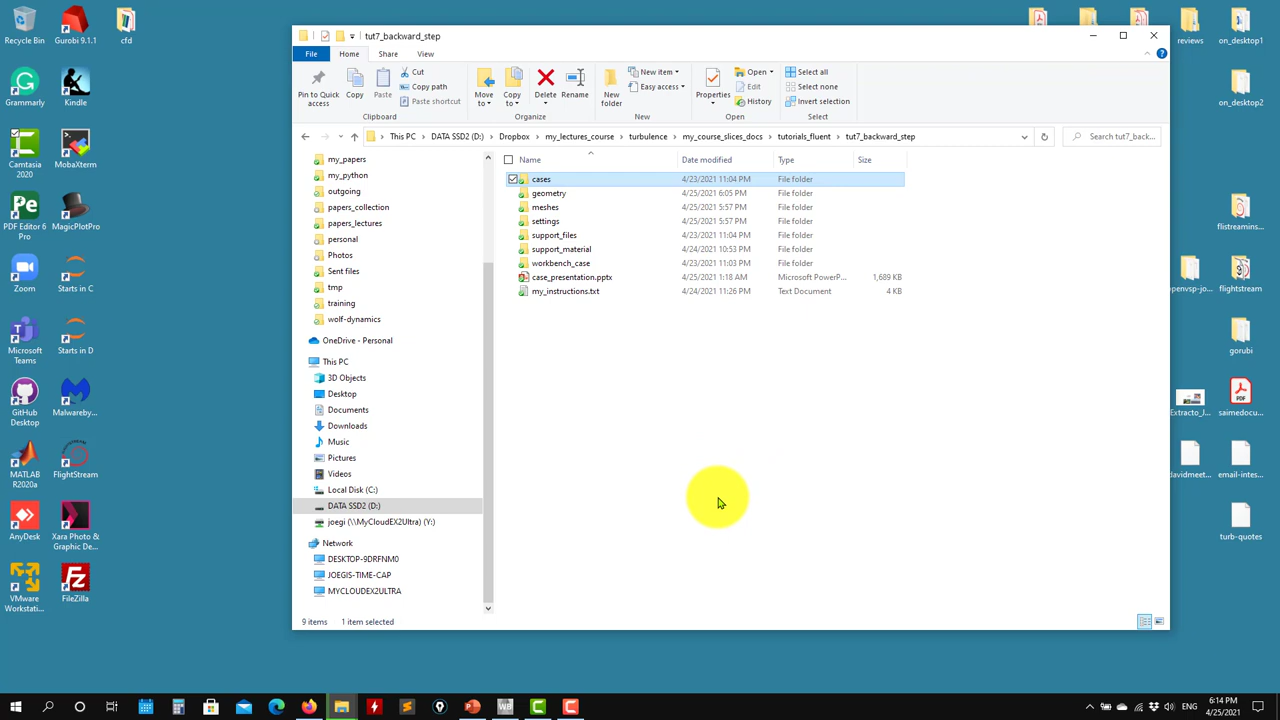 Recycle Bin
Gurobi 9.1.1
cfd
Grammarly
Kindle
Camtasia 2020
MobaXterm
PDF Editor 6 Pro
MagicPlotPro
Zoom
Starts in C
Microsoft Teams
Starts in D
GitHub Desktop
Malwareby...
MATLAB R2020a
FlightStream
AnyDesk
Xara Photo & Graphic De...
VMware Workstati...
FileZilla
tut7_backward_step
File Home Share View
Pin to Quick access
Copy
Paste
Cut
Copy path
Paste shortcut
Clipboard
Move to
Copy to
Delete
Rename
Organize
New folder
New item
Easy access
New
Properties
Open
Edit
History
Open
Select all
Select none
Invert selection
Select
This PC DATA SSD2 (D:) Dropbox my_lectures_course turbulence my_course_slices_docs tutorials_fluent tut7_backward_step
Search tut7_back...
my_papers
my_python
outgoing
papers_collection
papers_lectures
personal
Photos
Sent files
tmp
training
wolf-dynamics
OneDrive - Personal
This PC
3D Objects
Desktop
Documents
Downloads
Music
Pictures
Videos
Local Disk (C:)
DATA SSD2 (D:)
joegi (\\MyCloudEX2Ultra) (Y:)
Network
DESKTOP-9DRFNM0
JOEGIS-TIME-CAP
MYCLOUDEX2ULTRA
Name Date modified Type Size
cases 4/23/2021 11:04 PM File folder
geometry 4/25/2021 6:05 PM File folder
meshes 4/25/2021 5:57 PM File folder
settings 4/25/2021 5:57 PM File folder
support_files 4/23/2021 11:04 PM File folder
support_material 4/24/2021 10:53 PM File folder
workbench_case 4/23/2021 11:03 PM File folder
case_presentation.pptx 4/25/2021 1:18 AM Microsoft PowerP... 1,689 KB
my_instructions.txt 4/24/2021 11:26 PM Text Document 4 KB
9 items 1 item selected
reviews
on_desktop1
on_desktop2
flistreamins...
openvsp-jo...
flightstream
gorubi
Extracto_J...
saimedocu...
davidmeet...
email-intes...
turb-quotes
ENG
6:14 PM
4/25/2021